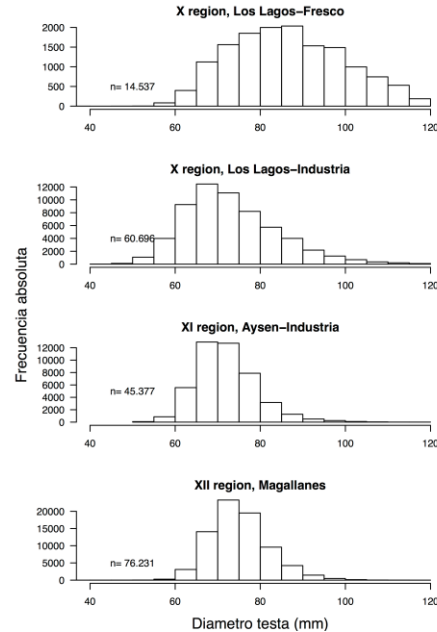 X region, Los Lagos−Fresco
2000
1500
1000
500
0
n= 14.537
40 60 80 100 120
X region, Los Lagos−Industria
12000
10000
8000
6000
4000
2000
0
n= 60.696
40 60 80 100 120
Frecuencia absoluta
XI region, Aysen−Industria
12000
10000
8000
6000
4000
2000
0
n= 45.377
40 60 80 100 120
XII region, Magallanes
20000
15000
10000
5000
0
n= 76.231
40 60 80 100 120
Diametro testa (mm)